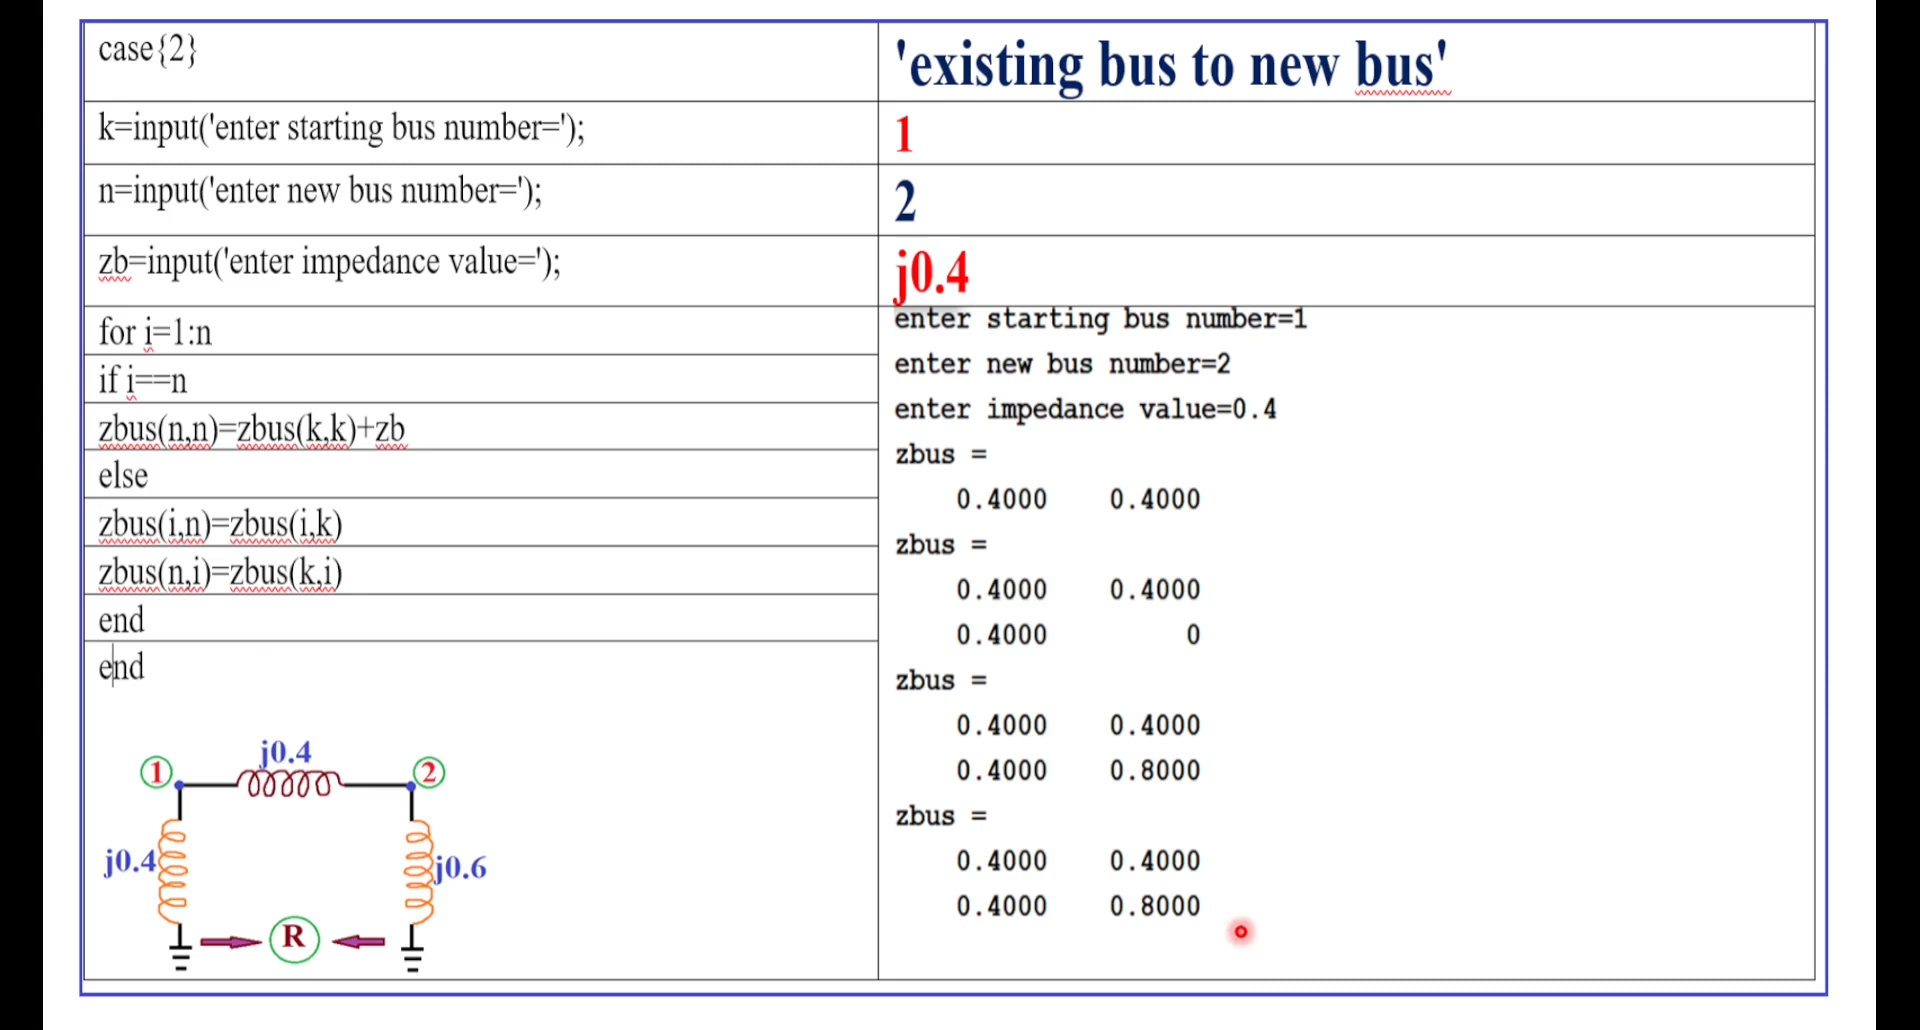 case{2}
'existing bus to new bus'
k=input('enter starting bus number=');
1
n=input('enter new bus number=');
2
zb=input('enter impedance value=');
j0.4
for i=1:n
if i==n
zbus(n,n)=zbus(k,k)+zb
else
zbus(i,n)=zbus(i,k)
zbus(n,i)=zbus(k,i)
end
end
enter starting bus number=1
enter new bus number=2
enter impedance value=0.4
zbus =
0.4000 0.4000
zbus =
0.4000 0.4000
0.4000 0
zbus =
0.4000 0.4000
0.4000 0.8000
zbus =
0.4000 0.4000
0.4000 0.8000
j0.4
1 2
j0.4 j0.6
R